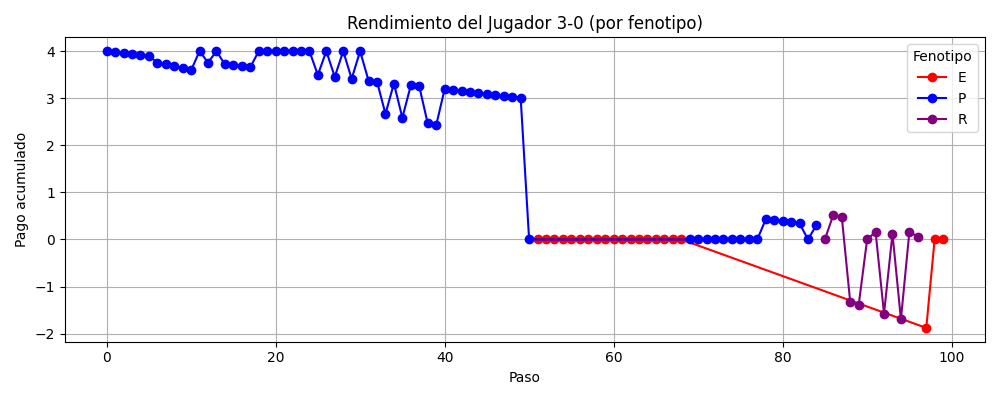 Rendimiento del Jugador 3-0 (por fenotipo)
Pago acumulado
4
3
2
1
0
−1
−2
Fenotipo
E
P
R
0 20 40 60 80 100
Paso